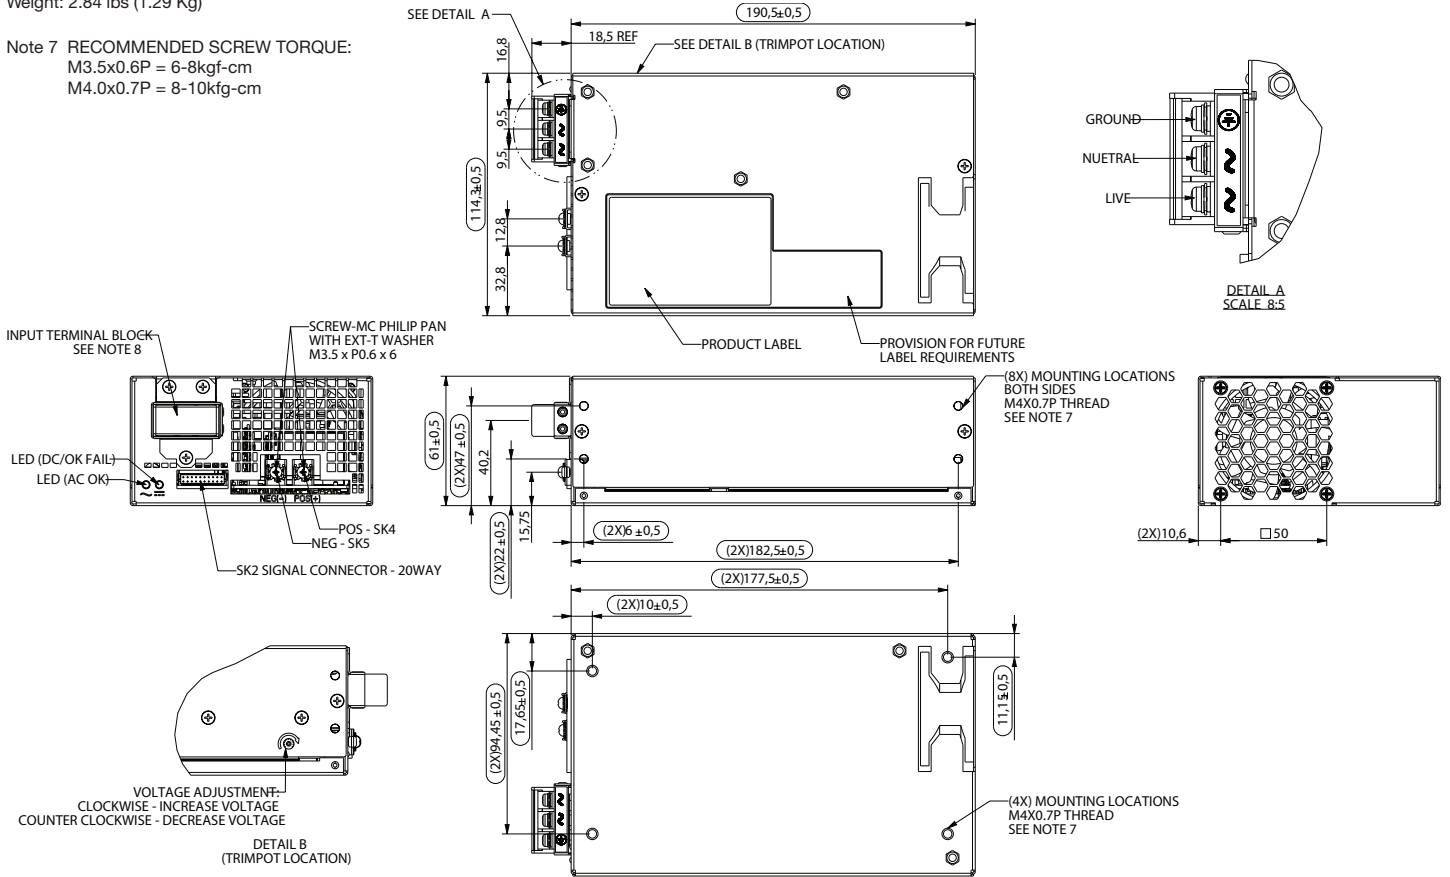 Weight: 2.84 lbs (1.29 Kg)
Note 7 RECOMMENDED SCREW TORQUE:
M3.5x0.6P = 6-8kgf-cm
M4.0x0.7P = 8-10kfg-cm
SEE DETAIL A
190,5±0,5
18,5 REF
SEE DETAIL B (TRIMPOT LOCATION)
16,8
9,5
9,5
114,3±0,5
12,8
32,8
PRODUCT LABEL
PROVISION FOR FUTURE
LABEL REQUIREMENTS
GROUND
NUETRAL
LIVE
DETAIL A
SCALE 8:5
INPUT TERMINAL BLOCK
SEE NOTE 8
SCREW-MC PHILIP PAN
WITH EXT-T WASHER
M3.5 x P0.6 x 6
LED (DC/OK FAIL)
LED (AC OK)
NEG(-) POS(+)
POS - SK4
NEG - SK5
SK2 SIGNAL CONNECTOR - 20WAY
61±0,5
(2X)47 ±0,5
40,2
(2X)22 ±0,5
15,75
(2X)6 ±0,5
(2X)182,5±0,5
(8X) MOUNTING LOCATIONS
BOTH SIDES
M4X0.7P THREAD
SEE NOTE 7
(2X)10,6
50
(2X)177,5±0,5
(2X)10±0,5
(2X)94,45 ±0,5
17,65±0,5
11,15±0,5
(4X) MOUNTING LOCATIONS
M4X0.7P THREAD
SEE NOTE 7
VOLTAGE ADJUSTMENT:
CLOCKWISE - INCREASE VOLTAGE
COUNTER CLOCKWISE - DECREASE VOLTAGE
DETAIL B
(TRIMPOT LOCATION)